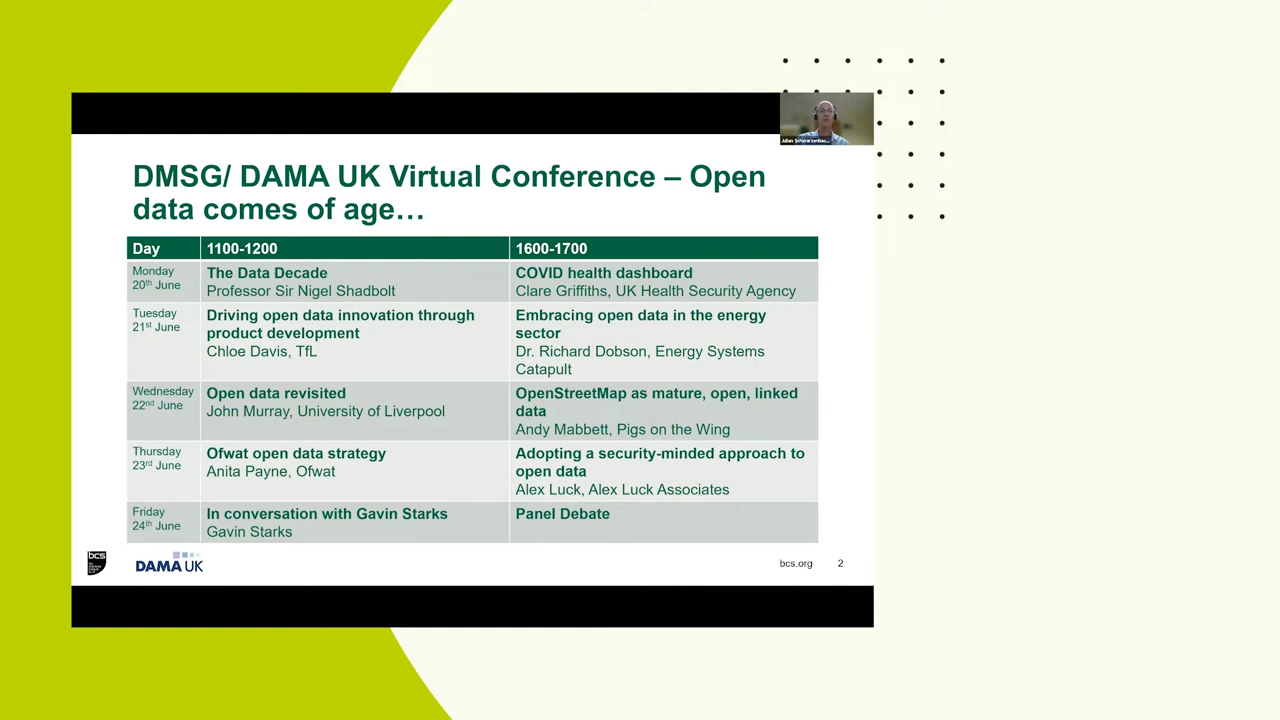 Julian Schwarzenbac...
DMSG/ DAMA UK Virtual Conference – Open
data comes of age…
Day 1100-1200 1600-1700
Monday
20th June
The Data Decade
Professor Sir Nigel Shadbolt
COVID health dashboard
Clare Griffiths, UK Health Security Agency
Tuesday
21st June
Driving open data innovation through
product development
Chloe Davis, TfL
Embracing open data in the energy
sector
Dr. Richard Dobson, Energy Systems
Catapult
Wednesday
22nd June
Open data revisited
John Murray, University of Liverpool
OpenStreetMap as mature, open, linked
data
Andy Mabbett, Pigs on the Wing
Thursday
23rd June
Ofwat open data strategy
Anita Payne, Ofwat
Adopting a security-minded approach to
open data
Alex Luck, Alex Luck Associates
Friday
24th June
In conversation with Gavin Starks
Gavin Starks
Panel Debate
bcs
DAMA UK
bcs.org 2